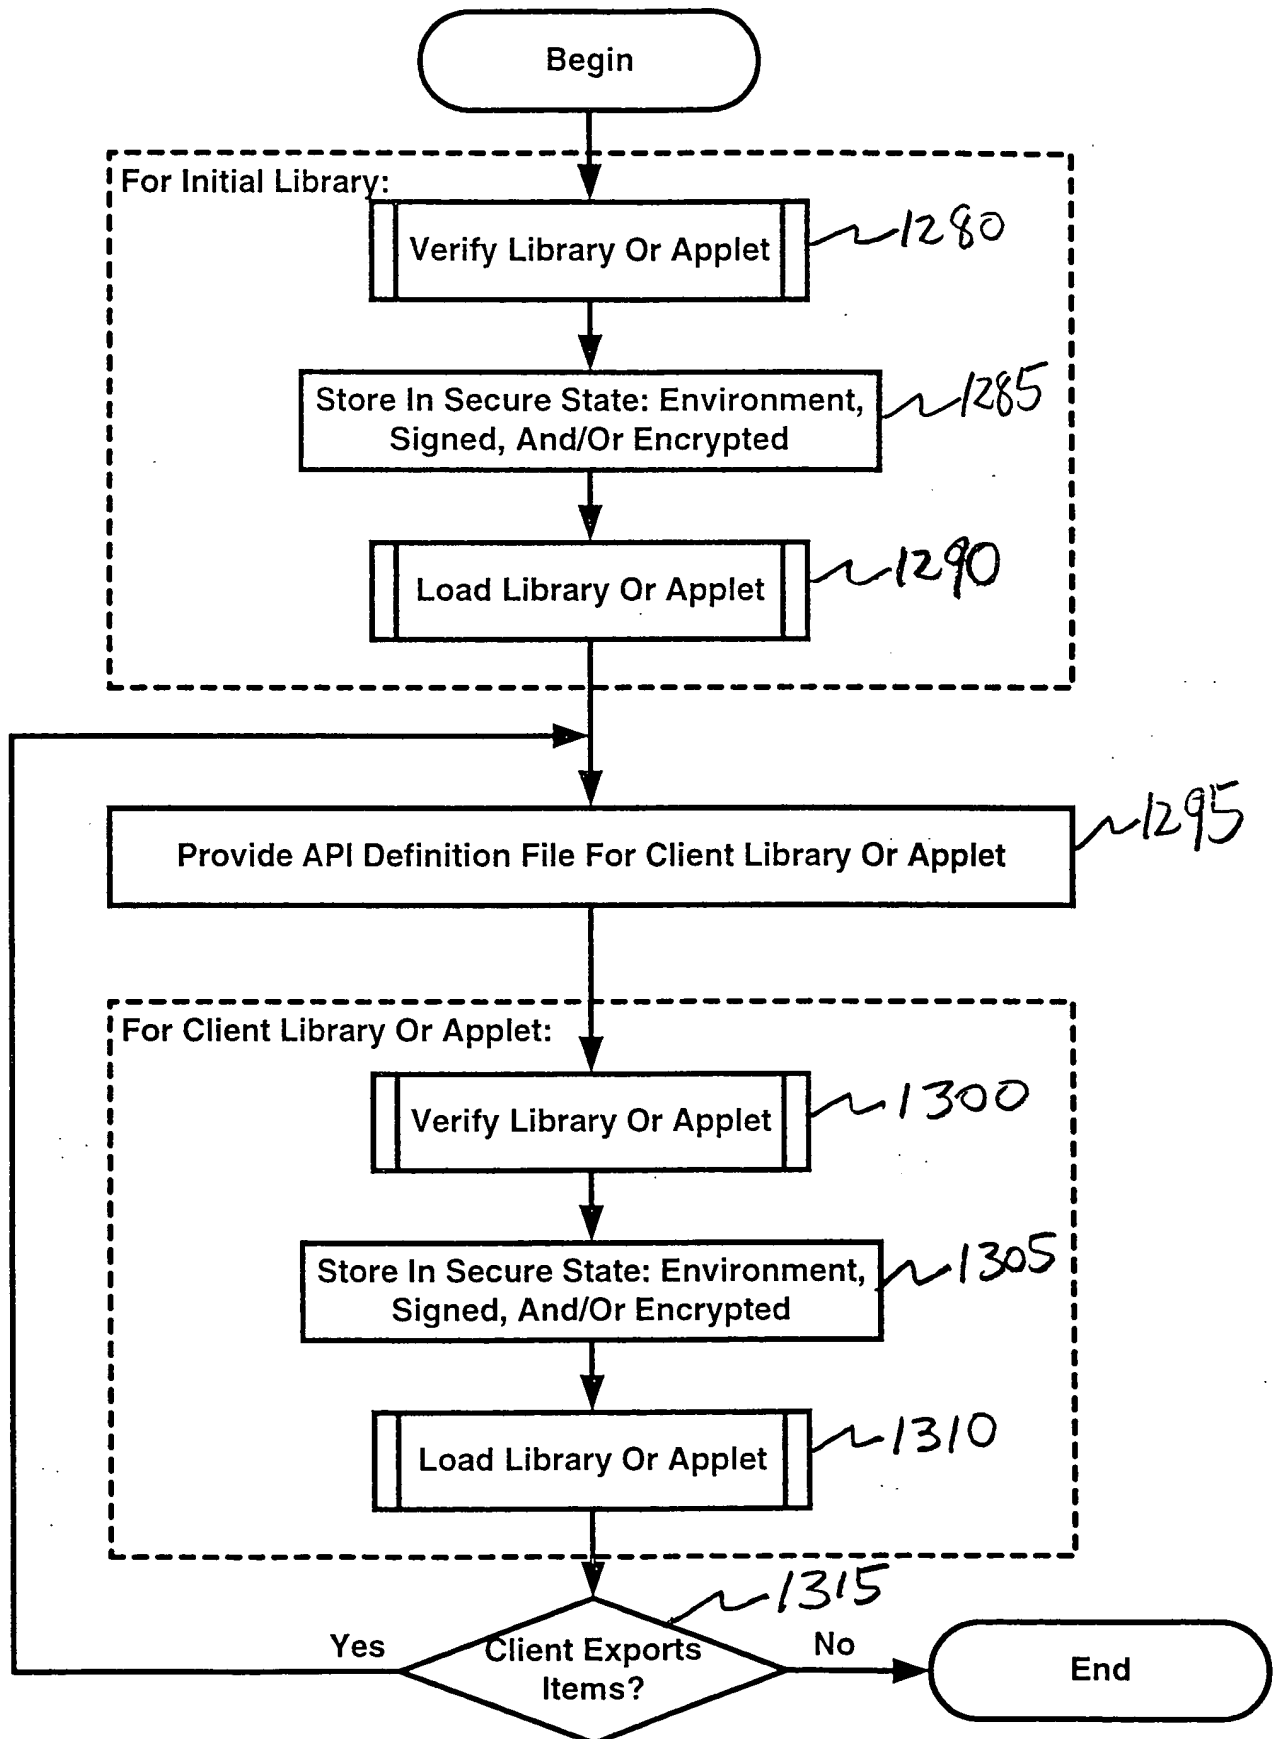 Begin
For Initial Library:
Verify Library Or Applet
1280
Store In Secure State: Environment,
Signed, And/Or Encrypted
1285
Load Library Or Applet
1290
Provide API Definition File For Client Library Or Applet
1295
For Client Library Or Applet:
Verify Library Or Applet
1300
Store In Secure State: Environment,
Signed, And/Or Encrypted
1305
Load Library Or Applet
1310
1315
Yes
Client Exports
Items?
No
End